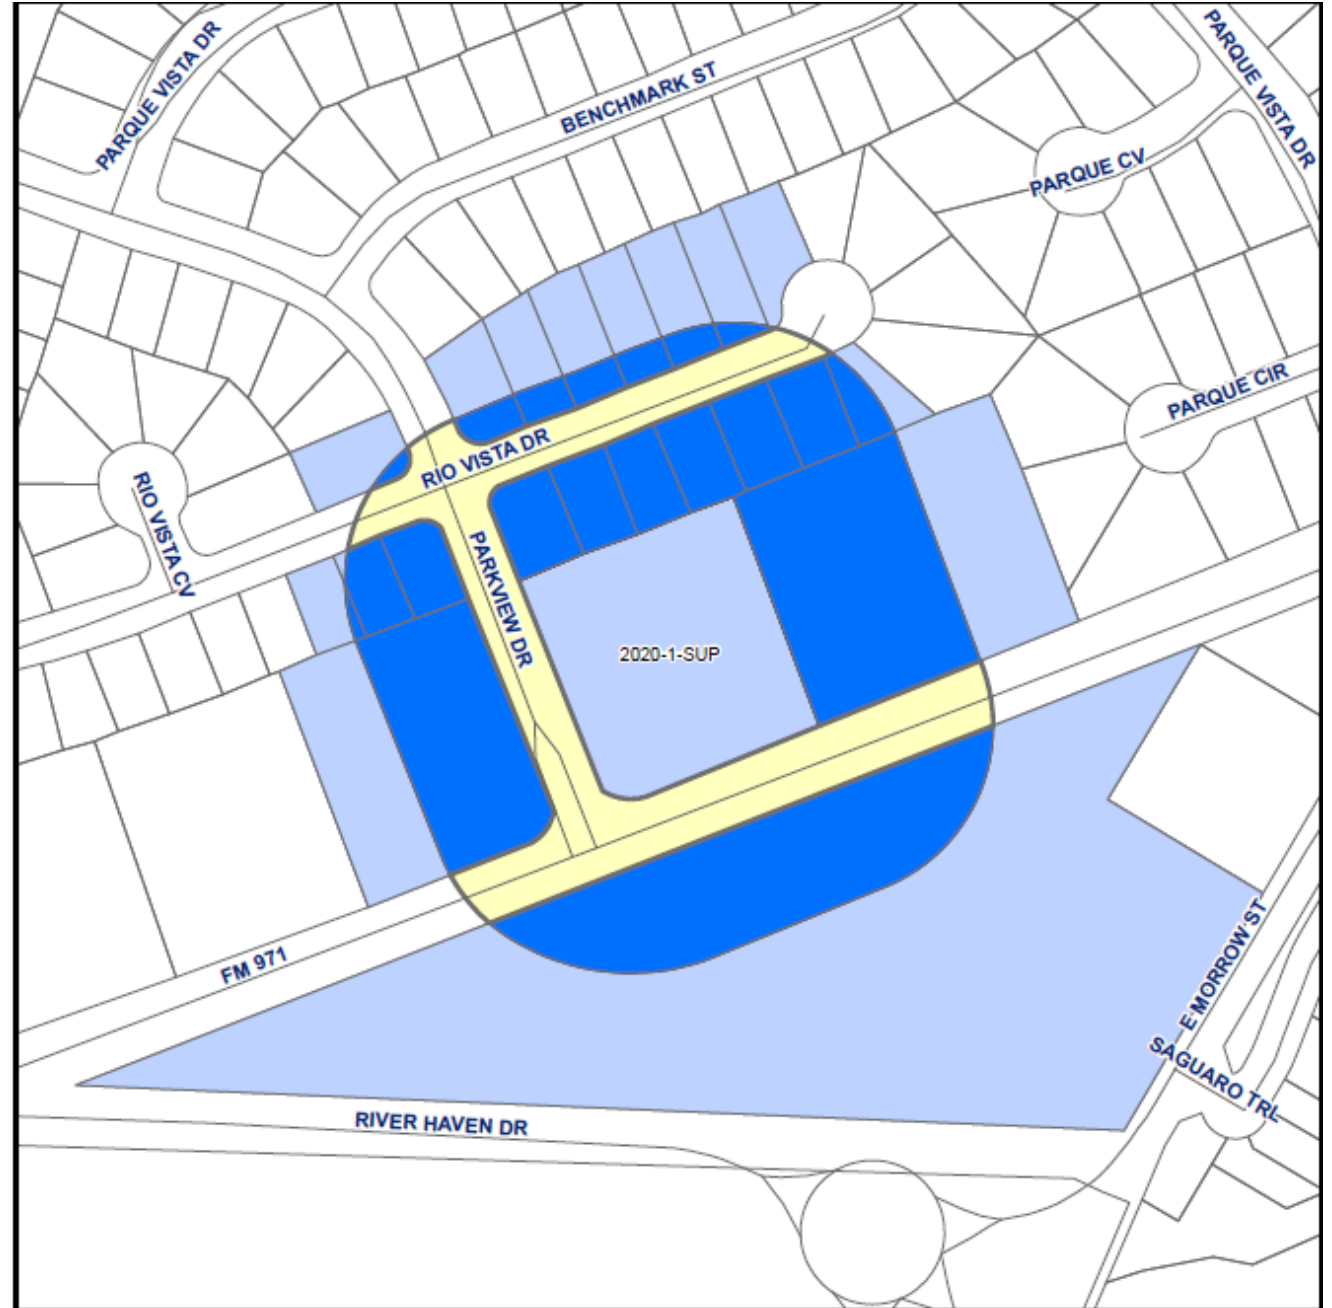 PARQUE VISTA DR
BENCHMARK ST
PARQUE VISTA DR
PARQUE CV
PARQUE CIR
RIO VISTA DR
RIO VISTA CV
PARKVIEW DR
2020-1-SUP
FM 971
E MORROW ST
SAGUARO TRL
RIVER HAVEN DR